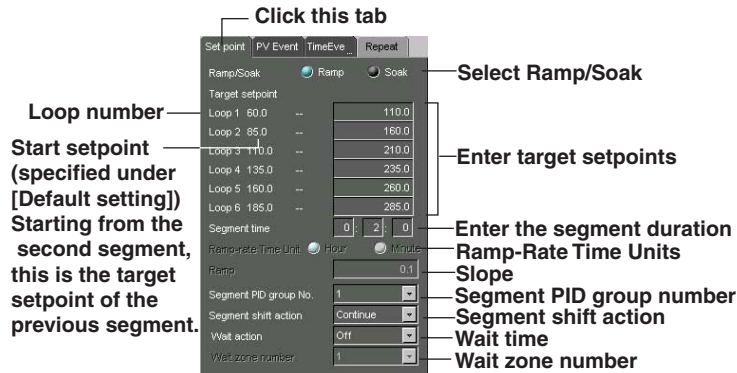 Click this tab
Set point PV Event TimeEve_ Repeat
Ramp/Soak Ramp Soak
Select Ramp/Soak
Target setpoint
Loop number
Loop 1 60.0 -- 110.0
Loop 2 85.0 -- 160.0
Loop 3 110.0 -- 210.0
Loop 4 135.0 -- 235.0
Loop 5 160.0 -- 260.0
Loop 6 185.0 -- 285.0
Enter target setpoints
Start setpoint
(specified under
[Default setting])
Starting from the
second segment,
this is the target
setpoint of the
previous segment.
Segment time 0 : 2 : 0
Enter the segment duration
Ramp-rate Time Unit Hour Minute
Ramp-Rate Time Units
Ramp 0.1
Slope
Segment PID group No. 1
Segment PID group number
Segment shift action Continue
Segment shift action
Wait action Off
Wait time
Wait zone number 1
Wait zone number